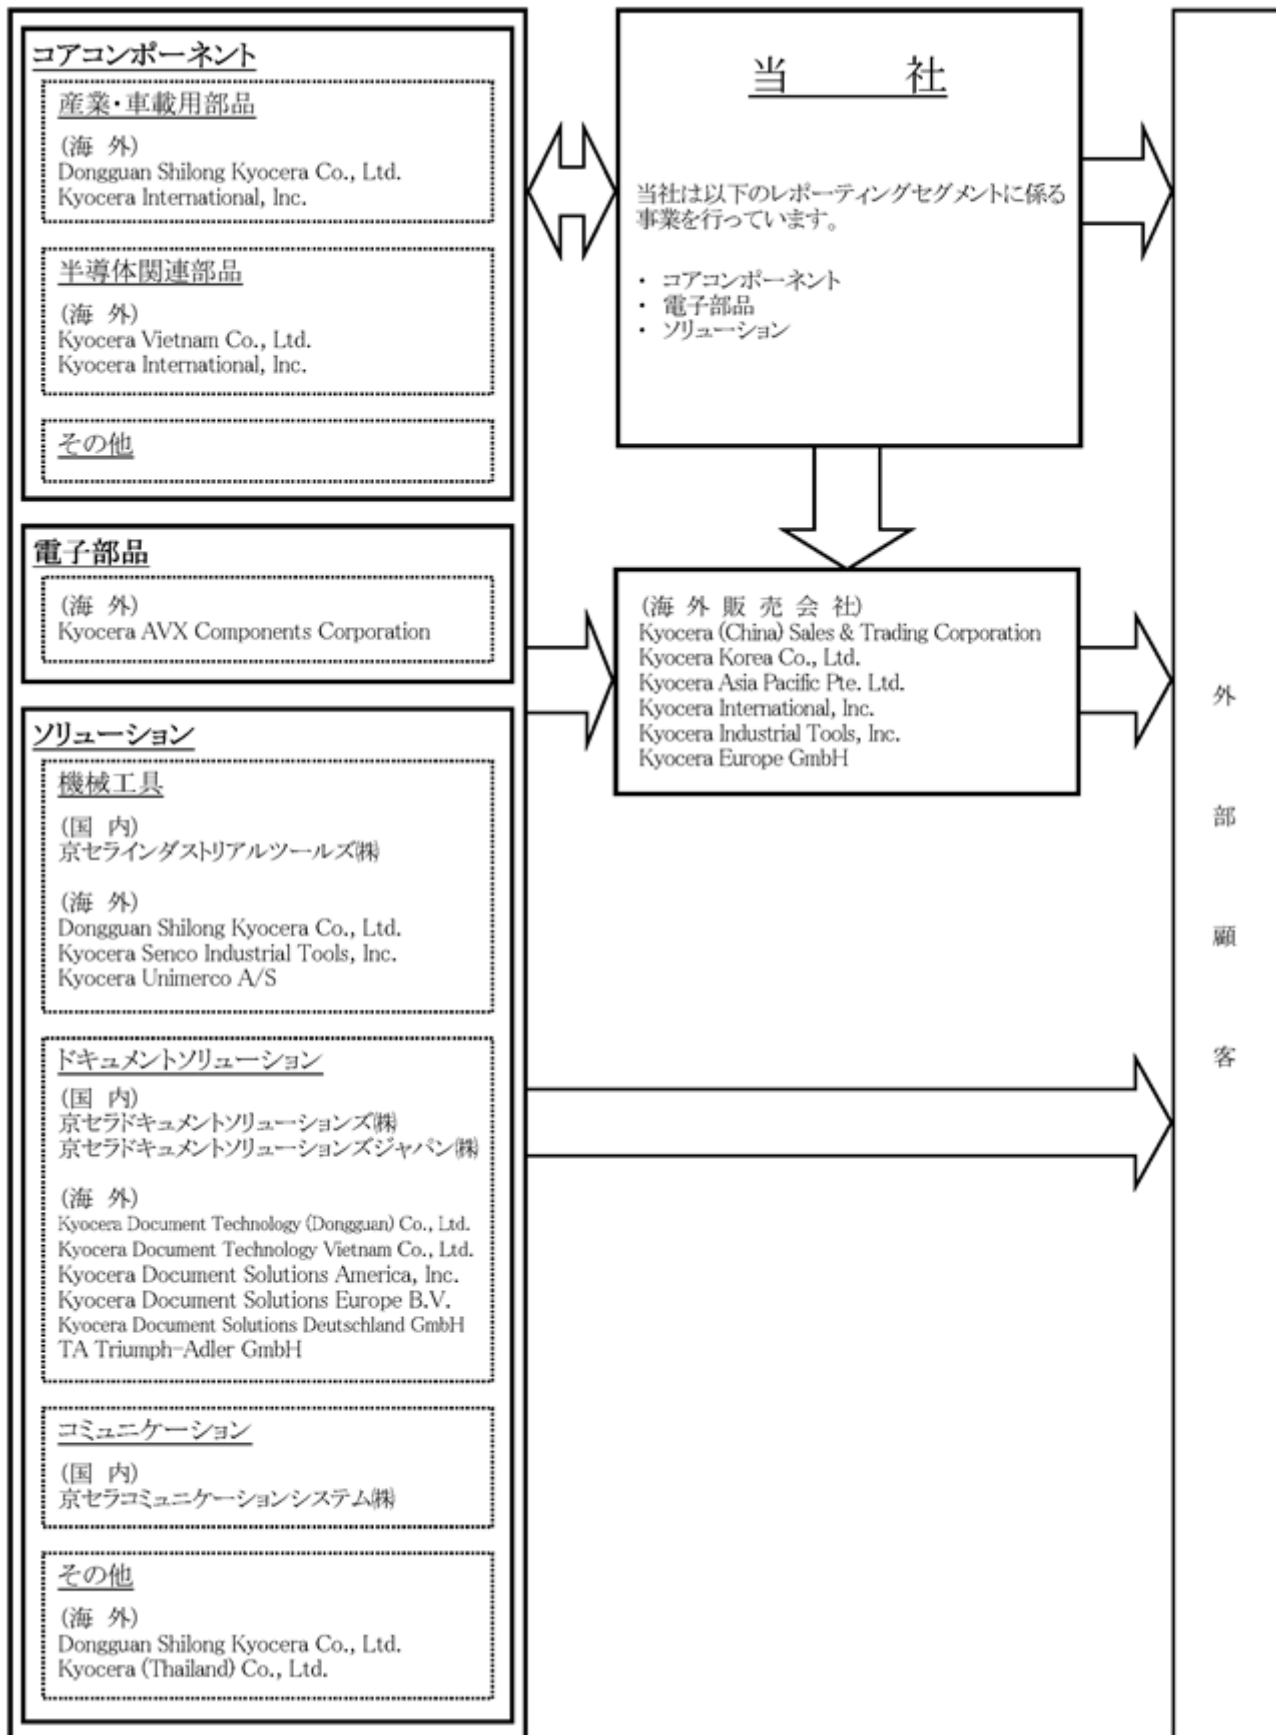 コアコンポーネント
産業・車載用部品
(海 外)
Dongguan Shilong Kyocera Co., Ltd.
Kyocera International, Inc.
半導体関連部品
(海 外)
Kyocera Vietnam Co., Ltd.
Kyocera International, Inc.
その他
電子部品
(海 外)
Kyocera AVX Components Corporation
ソリューション
機械工具
(国 内)
京セラインダストリアルツールズ㈱
(海 外)
Dongguan Shilong Kyocera Co., Ltd.
Kyocera Senco Industrial Tools, Inc.
Kyocera Unimerco A/S
ドキュメントソリューション
(国 内)
京セラドキュメントソリューションズ㈱
京セラドキュメントソリューションズジャパン㈱
(海 外)
Kyocera Document Technology (Dongguan) Co., Ltd.
Kyocera Document Technology Vietnam Co., Ltd.
Kyocera Document Solutions America, Inc.
Kyocera Document Solutions Europe B.V.
Kyocera Document Solutions Deutschland GmbH
TA Triumph-Adler GmbH
コミュニケーション
(国 内)
京セラコミュニケーションシステム㈱
その他
(海 外)
Dongguan Shilong Kyocera Co., Ltd.
Kyocera (Thailand) Co., Ltd.
当 社
当社は以下のレポーティングセグメントに係る
事業を行っています。
・ コアコンポーネント
・ 電子部品
・ ソリューション
(海 外 販 売 会 社)
Kyocera (China) Sales & Trading Corporation
Kyocera Korea Co., Ltd.
Kyocera Asia Pacific Pte. Ltd.
Kyocera International, Inc.
Kyocera Industrial Tools, Inc.
Kyocera Europe GmbH
外部顧客